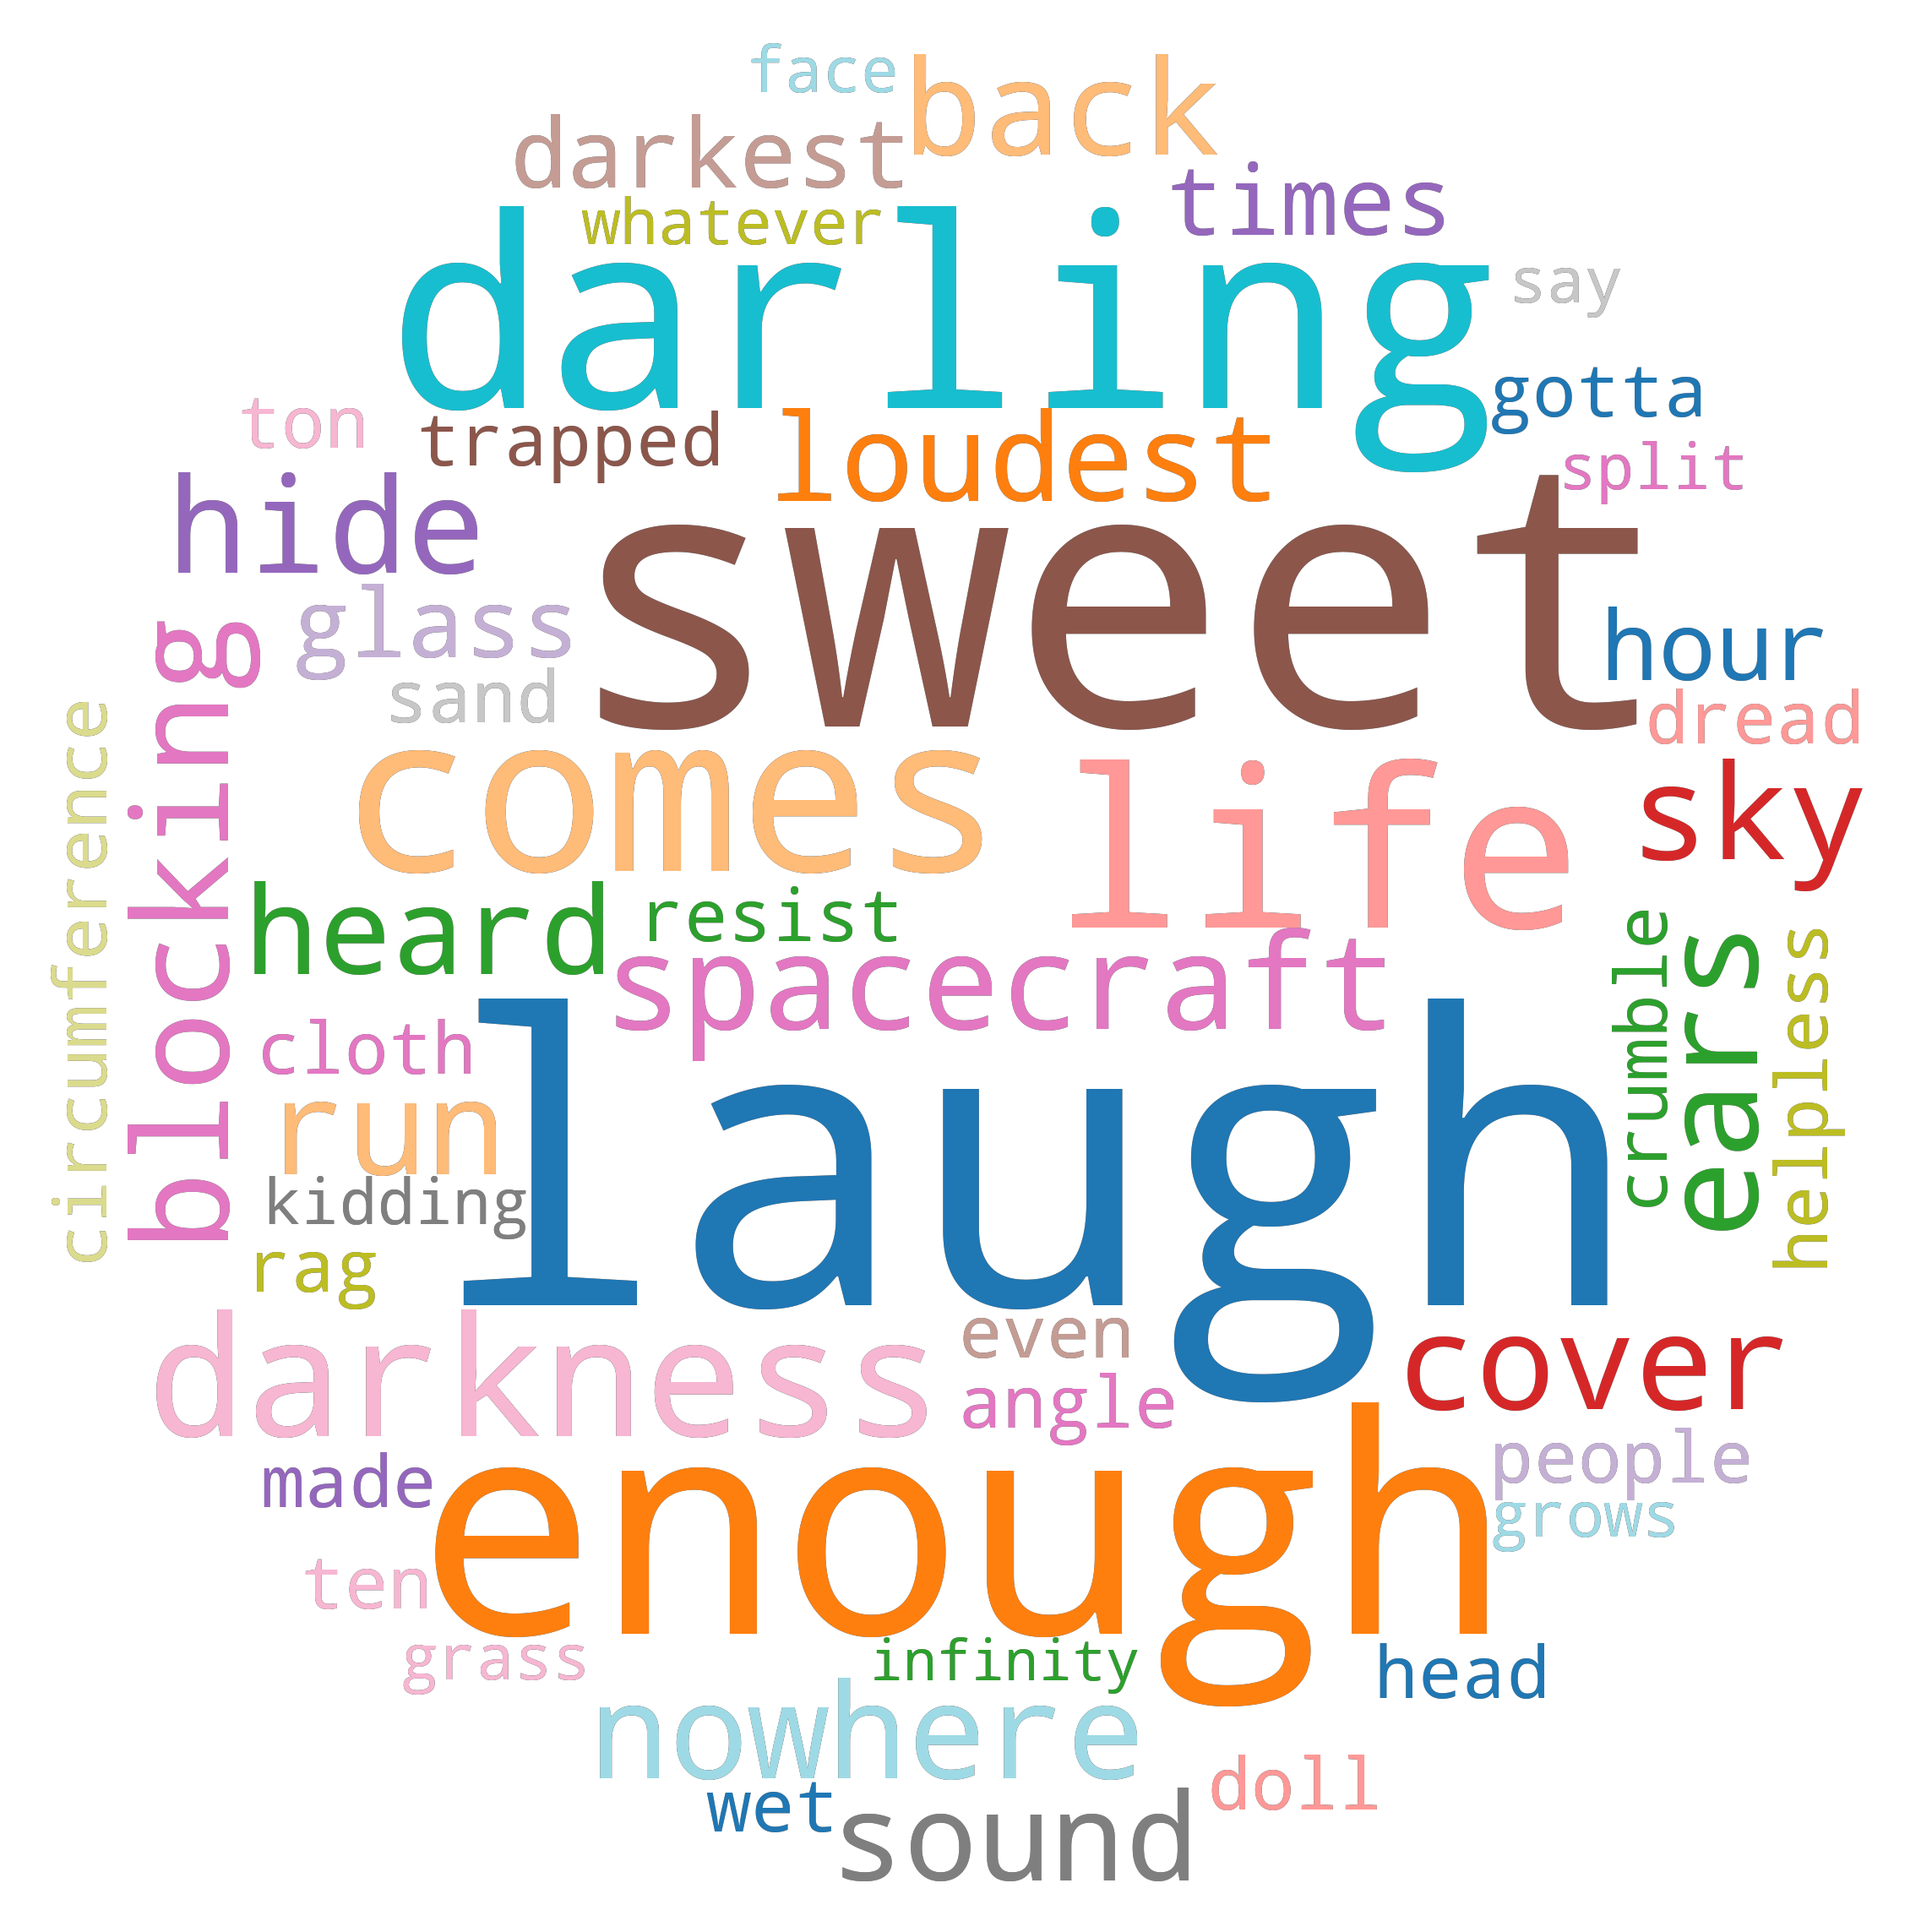 face
back
darkest
times
whatever
darling
say
ton
trapped
loudest
gotta
split
hide
sweet
glass
hour
sand
dread
blocking
circumference
comes
life
sky
heard
resist
spacecraft
crumble
ears
helpless
cloth
laugh
run
kidding
rag
darkness
even
cover
angle
enough
people
made
grows
ten
grass
infinity
head
nowhere
doll
wet
sound